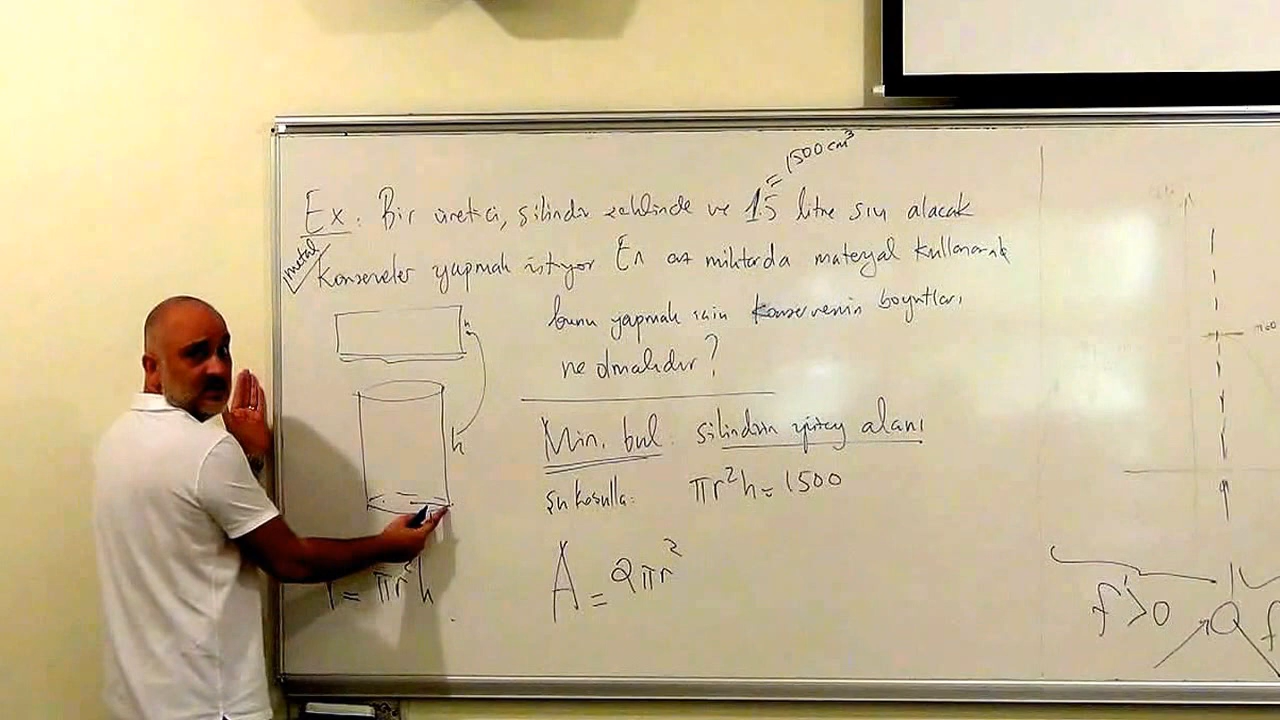 = 1500 cm³
Ex: Bir üretici, silindir şeklinde ve 1.5 litre sıvı alacak
metal
Konserveler yapmak istiyor En az miktarda materyal kullanarak
bunu yapmak için konservenin boyutları
ne olmalıdır?
h
h
Min. bul: silindirin yüzey alanı
Şu koşulla: πr²h = 1500
A = 2πr²
= πr²h
f' > 0
f